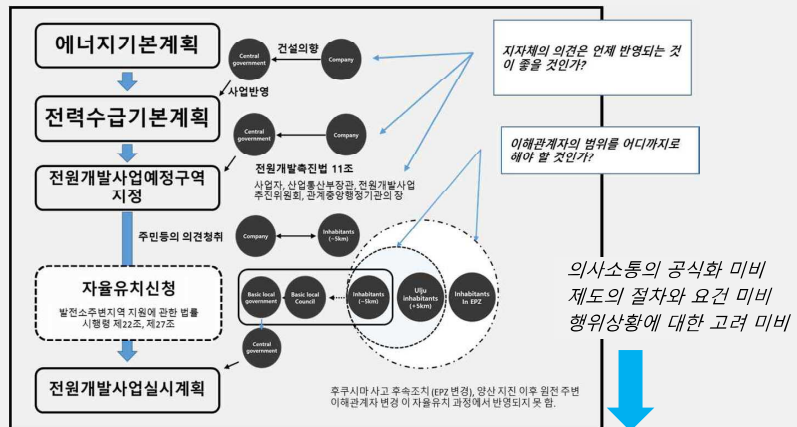 에너지기본계획
Central
government
건설의향
Company
지자체의 의견은 언제 반영되는 것
이 좋을 것인가?
사업반영
전력수급기본계획
Central
government
Company
이해관계자의 범위를 어디까지로
해야 할 것인가?
전원개발촉진법 11조
사업자, 산업통산부장관, 전원개발사업
추진위원회, 관계중앙행정기관의 장
전원개발사업예정구역
지정
주민등의 의견청취
Company
Inhabitants
(~5km)
자율유치신청
발전소주변지역 지원에 관한 법률
시행령 제22조, 제27조
Basic local
government
Basic local
Council
Inhabitants
(~5km)
Ulju
inhabitants
(+5km)
Inhabitants
In EPZ
Central
government
의사소통의 공식화 미비
제도의 절차와 요건 미비
행위상황에 대한 고려 미비
전원개발사업실시계획
후쿠시마 사고 후속조치 (EPZ 변경), 양산 지진 이후 원전 주변
이해관계자 변경 이 자율유치 과정에서 반영되지 못 함.